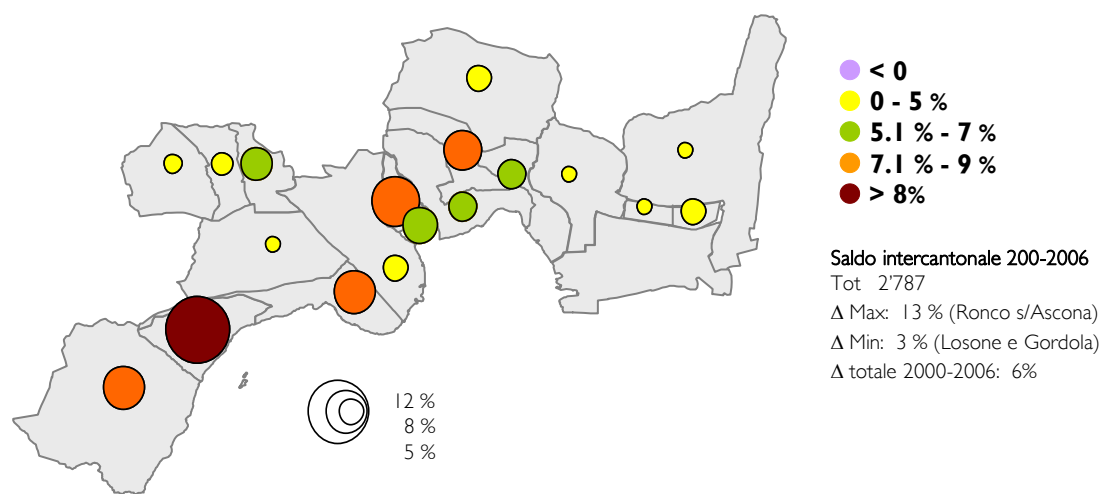 < 0
0 - 5 %
5.1 % - 7 %
7.1 % - 9 %
> 8%
Saldo intercantonale 200-2006
Tot 2'787
Δ Max: 13 % (Ronco s/Ascona)
Δ Min: 3 % (Losone e Gordola)
Δ totale 2000-2006: 6%
12 %
8 %
5 %